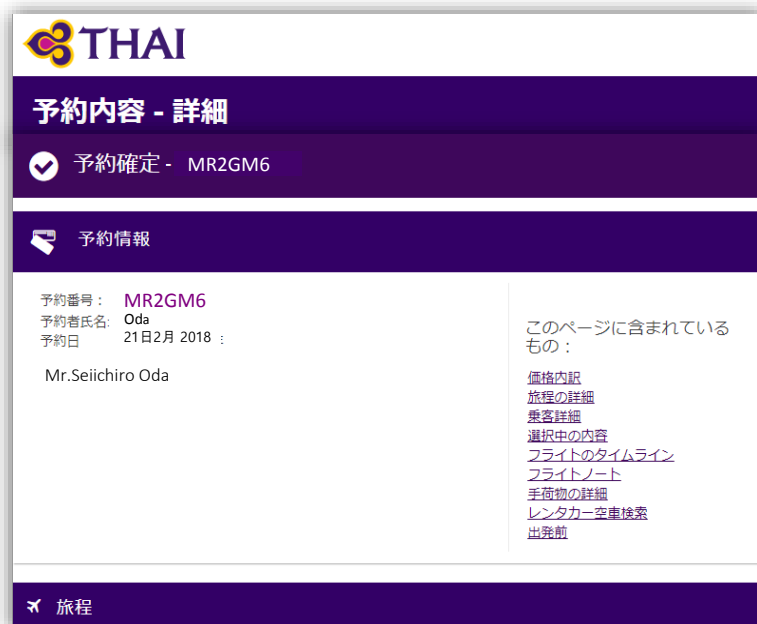 THAI
予約内容 - 詳細
予約確定 - MR2GM6
予約情報
予約番号： MR2GM6
予約者氏名: Oda
予約日 21日2月 2018 :
Mr.Seiichiro Oda
このページに含まれている
もの：
価格内訳
旅程の詳細
乗客詳細
選択中の内容
フライトのタイムライン
フライトノート
手荷物の詳細
レンタカー空車検索
出発前
旅程